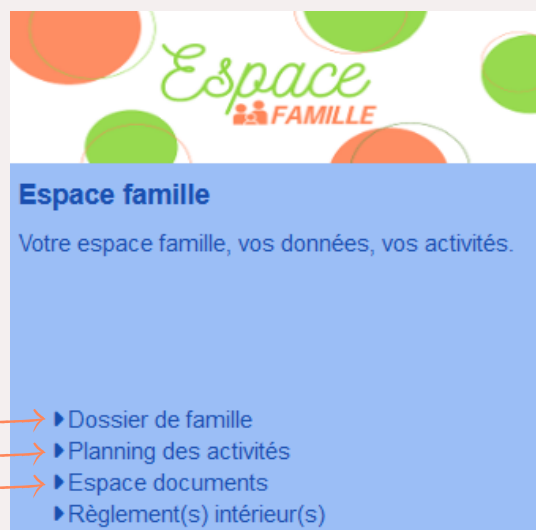 Espace
FAMILLE
Espace famille
Votre espace famille, vos données, vos activités.
Dossier de famille
Planning des activités
Espace documents
Règlement(s) intérieur(s)